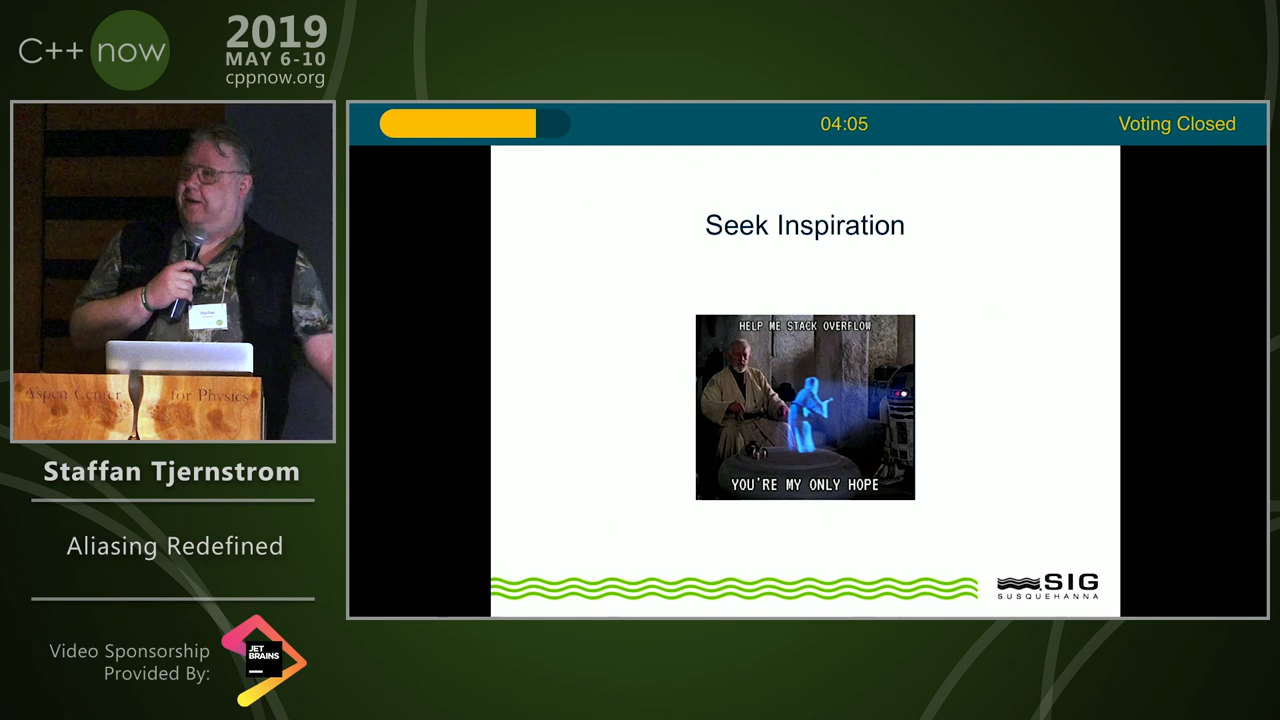 C++ now
2019
MAY 6-10
cppnow.org
04:05
Voting Closed
Seek Inspiration
HELP ME STACK OVERFLOW
YOU'RE MY ONLY HOPE
SIG
SUSQUEHANNA
Aspen Center for Physics
Staffan Tjernstrom
Aliasing Redefined
Video Sponsorship
Provided By:
JET
BRAINS